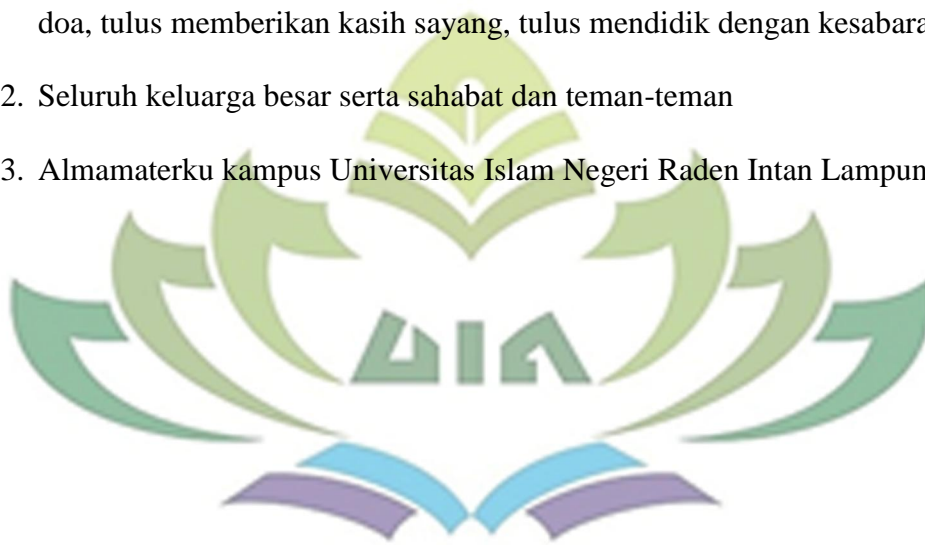 doa, tulus memberikan kasih sayang, tulus mendidik dengan kesabara
2. Seluruh keluarga besar serta sahabat dan teman-teman
3. Almamaterku kampus Universitas Islam Negeri Raden Intan Lampun
UIN